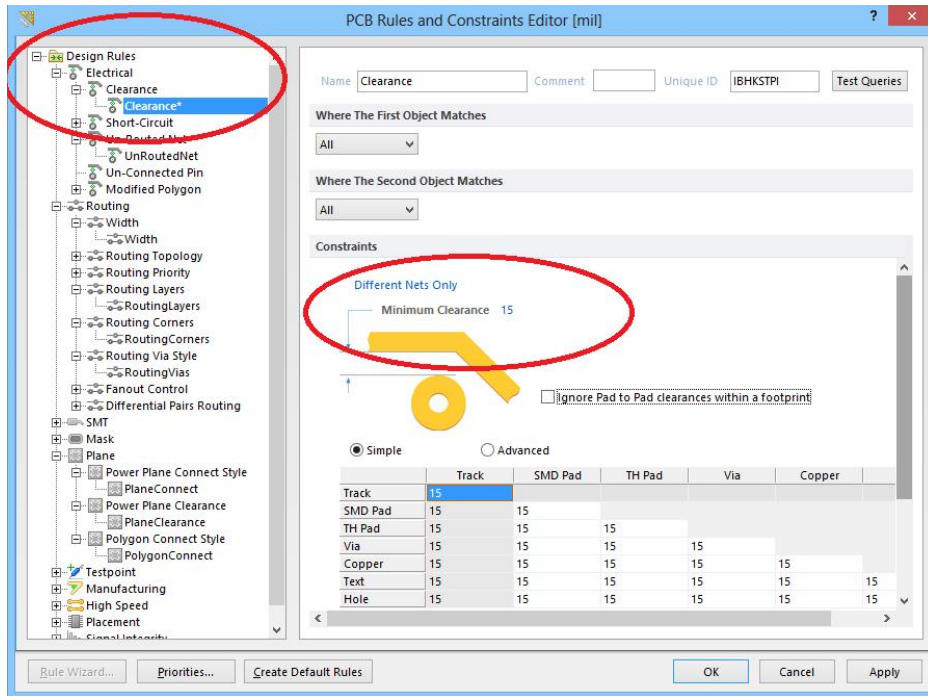 PCB Rules and Constraints Editor [mil]
?
Design Rules
Electrical
Clearance
Clearance*
Short-Circuit
Un-Routed Net
UnRoutedNet
Un-Connected Pin
Modified Polygon
Routing
Width
Width
Routing Topology
Routing Priority
Routing Layers
RoutingLayers
Routing Corners
RoutingCorners
Routing Via Style
RoutingVias
Fanout Control
Differential Pairs Routing
SMT
Mask
Plane
Power Plane Connect Style
PlaneConnect
Power Plane Clearance
PlaneClearance
Polygon Connect Style
PolygonConnect
Testpoint
Manufacturing
High Speed
Placement
Signal Integrity
Name Clearance Comment Unique ID IBHKSTPI Test Queries
Where The First Object Matches
All
Where The Second Object Matches
All
Constraints
Different Nets Only
Minimum Clearance 15
Ignore Pad to Pad clearances within a footprint
Simple Advanced
Track SMD Pad TH Pad Via Copper
Track 15
SMD Pad 15 15
TH Pad 15 15 15
Via 15 15 15 15
Copper 15 15 15 15 15
Text 15 15 15 15 15 15
Hole 15 15 15 15 15 15
Rule Wizard... Priorities... Create Default Rules OK Cancel Apply